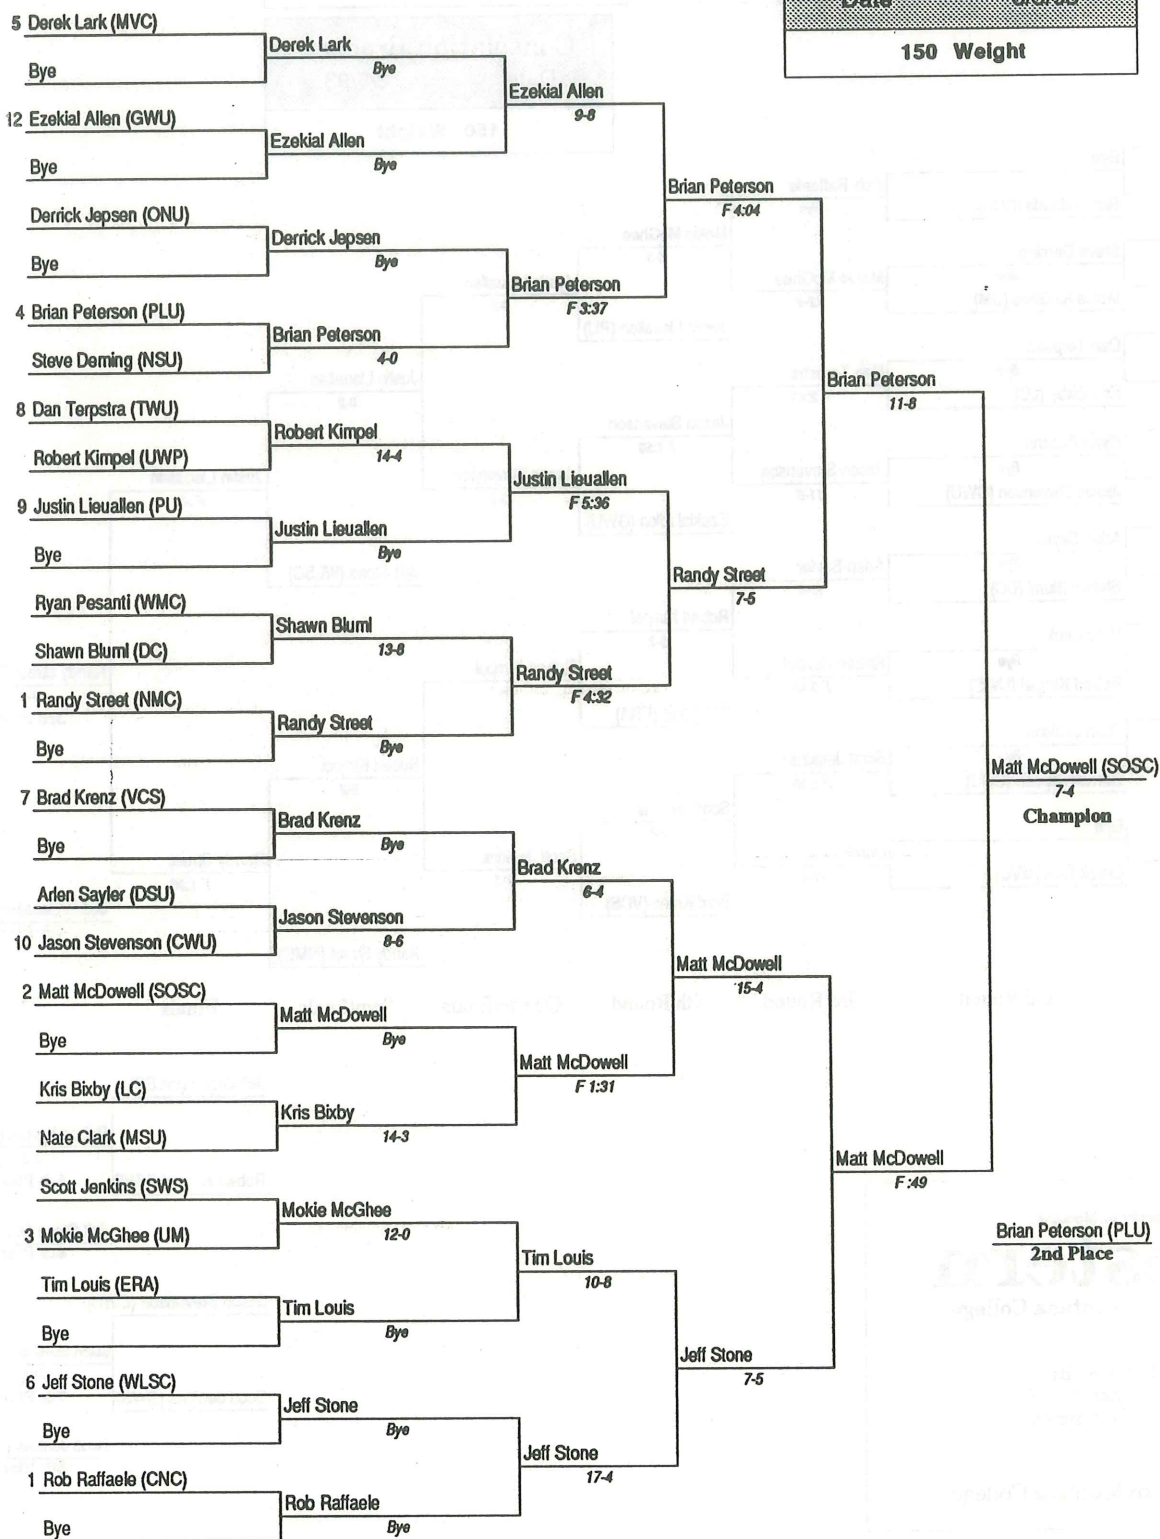 Date
150 Weight
5 Derek Lark (MVC)
Bye
12 Ezekial Allen (GWU)
Bye
Derrick Jepsen (ONU)
Bye
4 Brian Peterson (PLU)
Steve Deming (NSU)
8 Dan Terpstra (TWU)
Robert Kimpel (UWP)
9 Justin Lieuallen (PU)
Bye
Ryan Pesanti (WMC)
Shawn Bluml (DC)
1 Randy Street (NMC)
Bye
7 Brad Krenz (VCS)
Bye
Arlen Sayler (DSU)
10 Jason Stevenson (CWU)
2 Matt McDowell (SOSC)
Bye
Kris Bixby (LC)
Nate Clark (MSU)
Scott Jenkins (SWS)
3 Mokie McGhee (UM)
Tim Louis (ERA)
Bye
6 Jeff Stone (WLSC)
Bye
1 Rob Raffaele (CNC)
Bye
Derek Lark
Bye
Ezekial Allen
Bye
Derrick Jepsen
Bye
Brian Peterson
4-0
Robert Kimpel
14-4
Justin Lieuallen
Bye
Shawn Bluml
13-8
Randy Street
Bye
Brad Krenz
Bye
Jason Stevenson
8-6
Matt McDowell
Bye
Kris Bixby
14-3
Mokie McGhee
12-0
Tim Louis
Bye
Jeff Stone
Bye
Rob Raffaele
Bye
Ezekial Allen
9-8
Brian Peterson
F 3:37
Justin Lieuallen
F 5:36
Randy Street
F 4:32
Brad Krenz
6-4
Matt McDowell
F 1:31
Tim Louis
10-8
Jeff Stone
17-4
Brian Peterson
F 4:04
Randy Street
7-5
Matt McDowell
15-4
Jeff Stone
7-5
Brian Peterson
11-8
Matt McDowell
F :49
Matt McDowell (SOSC)
7-4
Champion
Brian Peterson (PLU)
2nd Place